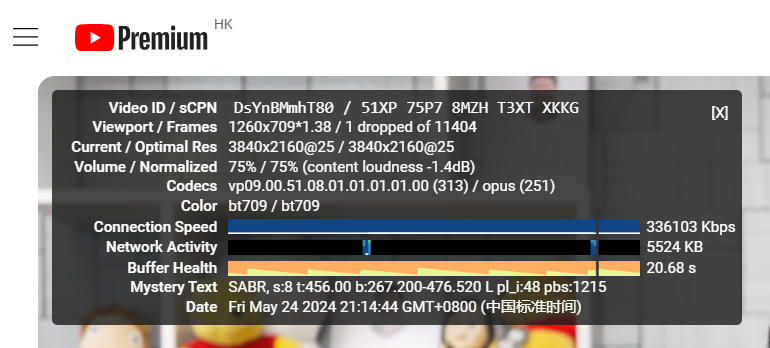 Premium HK
Video ID / sCPN DsYnBMmhT80 / 51XP 75P7 8MZH T3XT XKKG [X]
Viewport / Frames 1260x709*1.38 / 1 dropped of 11404
Current / Optimal Res 3840x2160@25 / 3840x2160@25
Volume / Normalized 75% / 75% (content loudness -1.4dB)
Codecs vp09.00.51.08.01.01.01.01.00 (313) / opus (251)
Color bt709 / bt709
Connection Speed 336103 Kbps
Network Activity 5524 KB
Buffer Health 20.68 s
Mystery Text SABR, s:8 t:456.00 b:267.200-476.520 L pl_i:48 pbs:1215
Date Fri May 24 2024 21:14:44 GMT+0800 (中国标准时间)